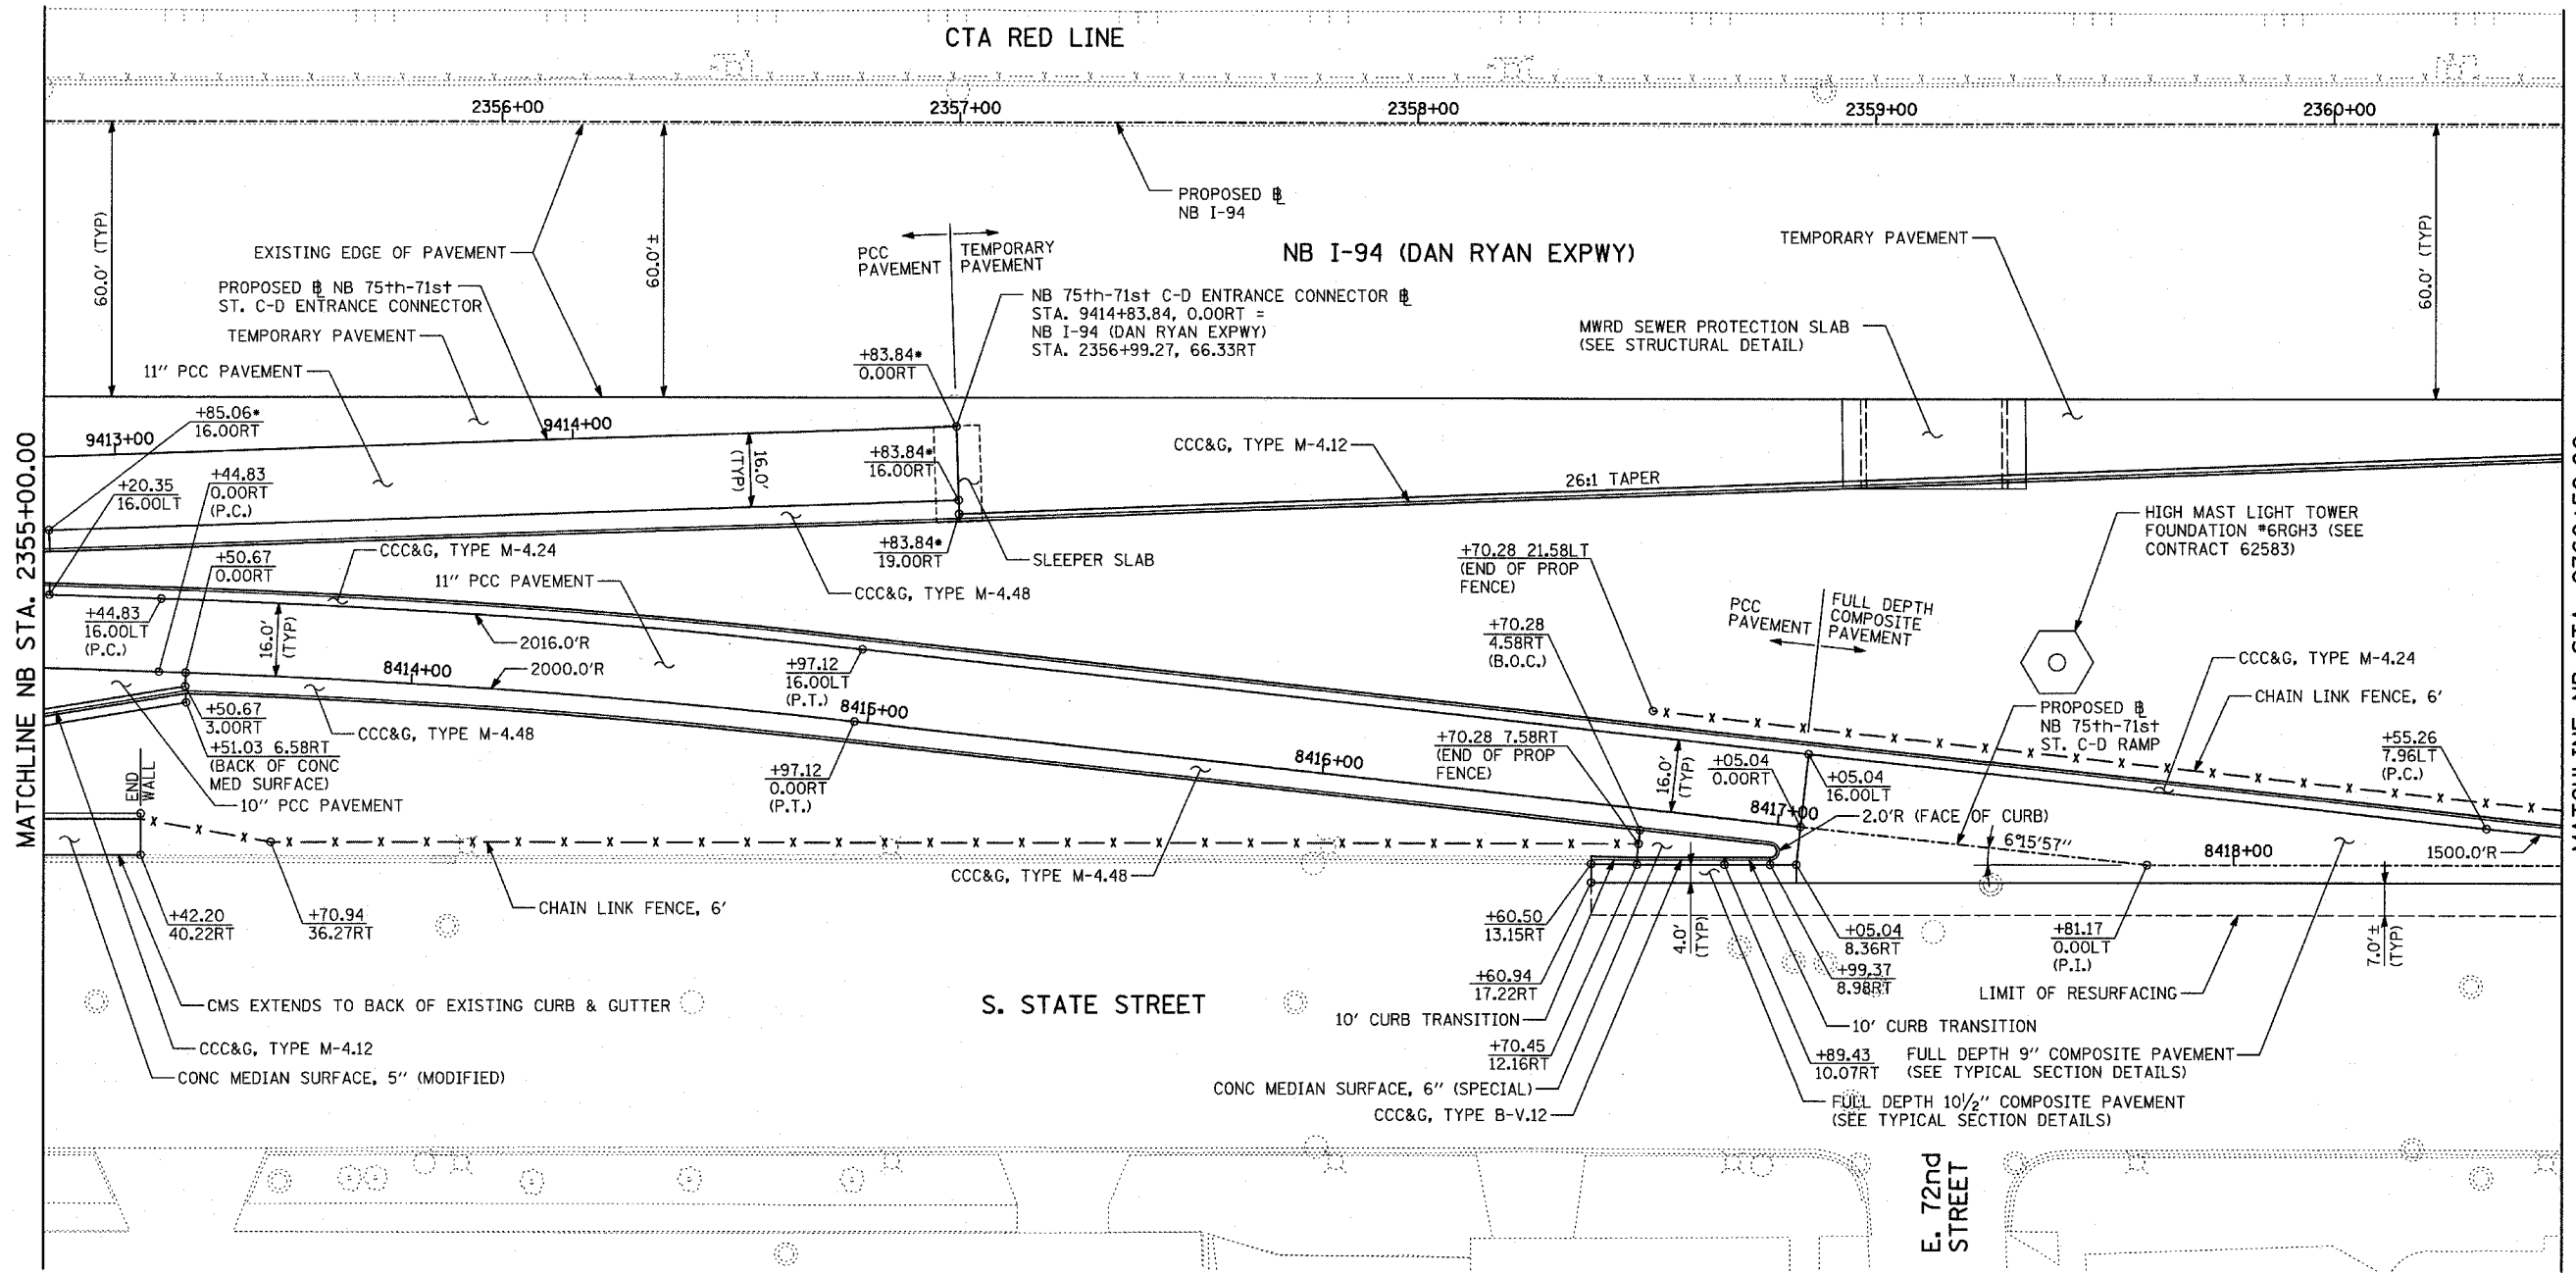 CTA RED LINE
2356+00
2357+00
2358+00
2359+00
2360+00
60.0' (TYP)
60.0'±
60.0' (TYP)
PROPOSED ℄
NB I-94
EXISTING EDGE OF PAVEMENT
PCC
PAVEMENT
TEMPORARY
PAVEMENT
NB I-94 (DAN RYAN EXPWY)
TEMPORARY PAVEMENT
PROPOSED ℄ NB 75th-71st
ST. C-D ENTRANCE CONNECTOR
NB 75th-71st C-D ENTRANCE CONNECTOR ℄
STA. 9414+83.84, 0.00RT =
NB I-94 (DAN RYAN EXPWY)
STA. 2356+99.27, 66.33RT
TEMPORARY PAVEMENT
MWRD SEWER PROTECTION SLAB
(SEE STRUCTURAL DETAIL)
11" PCC PAVEMENT
+83.84*
0.00RT
+85.06*
16.00RT
9413+00
9414+00
16.0'
(TYP)
+83.84*
16.00RT
CCC&G, TYPE M-4.12
26:1 TAPER
+20.35
16.00LT
+44.83
0.00RT
(P.C.)
MATCHLINE NB STA. 2355+00.00
HIGH MAST LIGHT TOWER
FOUNDATION #6RGH3 (SEE
CONTRACT 62583)
+50.67
0.00RT
CCC&G, TYPE M-4.24
11" PCC PAVEMENT
+83.84*
19.00RT
SLEEPER SLAB
CCC&G, TYPE M-4.48
+70.28 21.58LT
(END OF PROP
FENCE)
+44.83
16.00LT
(P.C.)
16.0'
(TYP)
2016.0'R
2000.0'R
8414+00
+97.12
16.00LT
(P.T.)
8415+00
+70.28
4.58RT
(B.O.C.)
PCC
PAVEMENT
FULL DEPTH
COMPOSITE
PAVEMENT
CCC&G, TYPE M-4.24
CHAIN LINK FENCE, 6'
+50.67
3.00RT
+51.03 6.58RT
(BACK OF CONC
MED SURFACE)
CCC&G, TYPE M-4.48
10" PCC PAVEMENT
END
WALL
+97.12
0.00RT
(P.T.)
8416+00
+70.28 7.58RT
(END OF PROP
FENCE)
16.0'
(TYP)
+05.04
0.00RT
+05.04
16.00LT
8417+00
2.0'R (FACE OF CURB)
PROPOSED ℄
NB 75th-71st
ST. C-D RAMP
+55.26
7.96LT
(P.C.)
6°15'57"
8418+00
1500.0'R
CCC&G, TYPE M-4.48
CHAIN LINK FENCE, 6'
+42.20
40.22RT
+70.94
36.27RT
+60.50
13.15RT
4.0'
(TYP)
+05.04
8.36RT
+81.17
0.00LT
(P.I.)
7.0'±
(TYP)
+60.94
17.22RT
+99.37
8.98RT
LIMIT OF RESURFACING
CMS EXTENDS TO BACK OF EXISTING CURB & GUTTER
S. STATE STREET
10' CURB TRANSITION
10' CURB TRANSITION
CCC&G, TYPE M-4.12
+70.45
12.16RT
+89.43
10.07RT
FULL DEPTH 9" COMPOSITE PAVEMENT
(SEE TYPICAL SECTION DETAILS)
CONC MEDIAN SURFACE, 5" (MODIFIED)
CONC MEDIAN SURFACE, 6" (SPECIAL)
CCC&G, TYPE B-V.12
FULL DEPTH 10½" COMPOSITE PAVEMENT
(SEE TYPICAL SECTION DETAILS)
E. 72nd
STREET